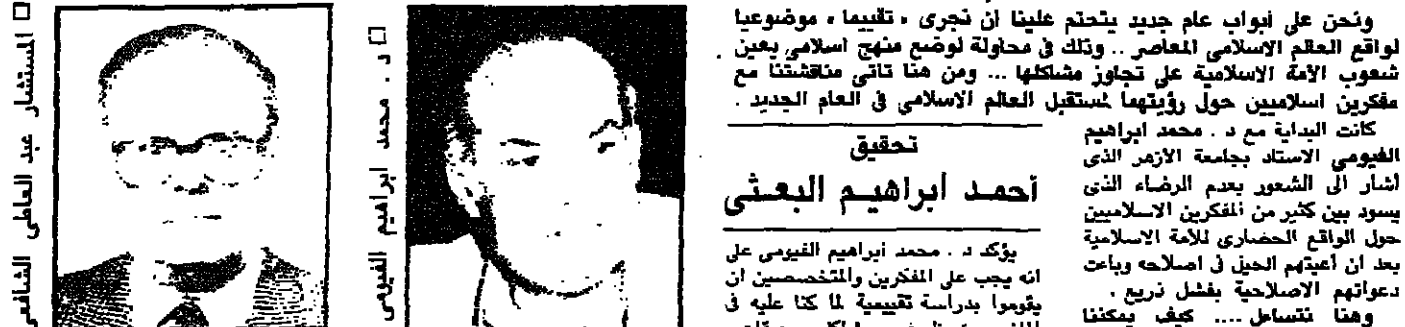 ونحن على أبواب عام جديد يتحتم علينا ان نجرى « تقييما » موضوعيا
لواقع العالم الاسلامى المعاصر .. وذلك فى محاولة لوضع منهج اسلامى يعين
شعوب الأمة الاسلامية على تجاوز مشاكلها ... ومن هنا تاتى مناقشتنا مع
مفكرين اسلاميين حول رؤيتهما لمستقبل العالم الاسلامى فى العام الجديد .
كانت البداية مع د . محمد ابراهيم
الفيومى الاستاذ بجامعة الازهر الذى
أشار الى الشعور بعدم الرضاء الذى
يسود بين كثير من المفكرين الاسلاميين
حول الواقع الحضارى للأمة الاسلامية
بعد ان أعيتهم الحيل فى اصلاحه وباءت
دعواتهم الاصلاحية بفشل ذريع .
وهنا نتساءل .... كيف يمكننا
تحقيق
أحمد ابراهيم البعثى
يؤكد د . محمد ابراهيم الفيومى على
انه يجب على المفكرين والمتخصصين ان
يقوموا بدراسة تقييمية لما كنا عليه فى
□ د . محمد ابراهيم الفيومى
□ المستشار عبد العاطى الشافعى